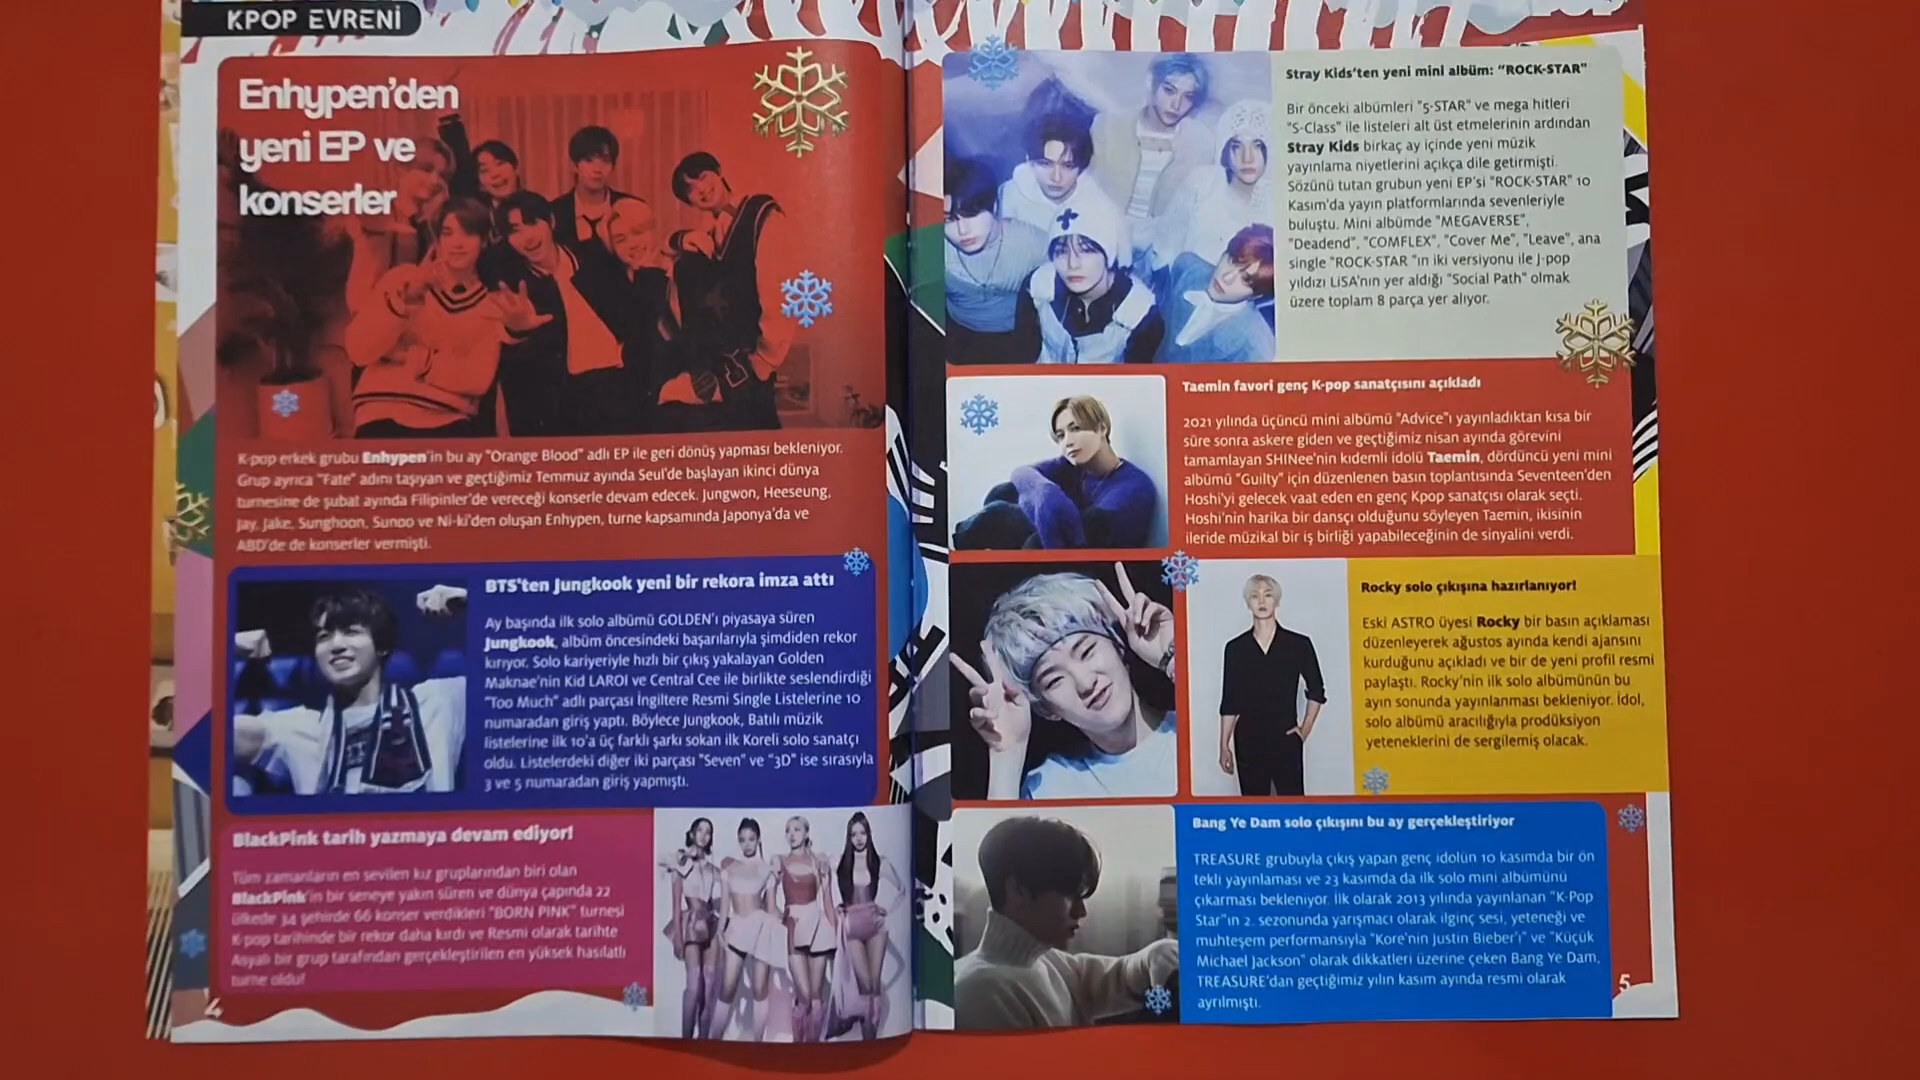 KPOP EVRENİ
Enhypen'den
yeni EP ve
konserler
K-pop erkek grubu Enhypen'in bu ay "Orange Blood" adlı EP ile geri dönüş yapması bekleniyor.
Grup ayrıca "Fate" adını taşıyan ve geçtiğimiz Temmuz ayında Seul'de başlayan ikinci dünya
turnesine de şubat ayında Filipinler'de vereceği konserle devam edecek. Jungwon, Heeseung,
Jay, Jake, Sunghoon, Sunoo ve Ni-ki'den oluşan Enhypen, turne kapsamında Japonya'da ve
ABD'de de konserler vermişti.
BTS'ten Jungkook yeni bir rekora imza attı
Ay başında ilk solo albümü GOLDEN'ı piyasaya süren
Jungkook, albüm öncesindeki başarılarıyla şimdiden rekor
kırıyor. Solo kariyeriyle hızlı bir çıkış yakalayan Golden
Maknae'nin Kid LAROI ve Central Cee ile birlikte seslendirdiği
"Too Much" adlı parçası İngiltere Resmi Single Listelerine 10
numaradan giriş yaptı. Böylece Jungkook, Batılı müzik
listelerine ilk 10'a üç farklı şarkı sokan ilk Koreli solo sanatçı
oldu. Listelerdeki diğer iki parçası "Seven" ve "3D" ise sırasıyla
3 ve 5 numaradan giriş yapmıştı.
BlackPink tarih yazmaya devam ediyor!
Tüm zamanların en sevilen kız gruplarından biri olan
BlackPink'in bir seneye yakın süren ve dünya çapında 22
ülkede 34 şehirde 66 konser verdikleri "BORN PINK" turnesi
K-pop tarihinde bir rekor daha kırdı ve Resmi olarak tarihte
Asyalı bir grup tarafından gerçekleştirilen en yüksek hasılatlı
turne oldu!
4
Stray Kids'ten yeni mini albüm: "ROCK-STAR"
Bir önceki albümleri "5-STAR" ve mega hitleri
"S-Class" ile listeleri alt üst etmelerinin ardından
Stray Kids birkaç ay içinde yeni müzik
yayınlama niyetlerini açıkça dile getirmişti.
Sözünü tutan grubun yeni EP'si "ROCK-STAR" 10
Kasım'da yayın platformlarında sevenleriyle
buluştu. Mini albümde "MEGAVERSE",
"Deadend", "COMFLEX", "Cover Me", "Leave", ana
single "ROCK-STAR "ın iki versiyonu ile J-pop
yıldızı LiSA'nın yer aldığı "Social Path" olmak
üzere toplam 8 parça yer alıyor.
Taemin favori genç K-pop sanatçısını açıkladı
2021 yılında üçüncü mini albümü "Advice"ı yayınladıktan kısa bir
süre sonra askere giden ve geçtiğimiz nisan ayında görevini
tamamlayan SHINee'nin kıdemli idolü Taemin, dördüncü yeni mini
albümü "Guilty" için düzenlenen basın toplantısında Seventeen'den
Hoshi'yi gelecek vaat eden en genç Kpop sanatçısı olarak seçti.
Hoshi'nin harika bir dansçı olduğunu söyleyen Taemin, ikisinin
ileride müzikal bir iş birliği yapabileceğinin de sinyalini verdi.
Rocky solo çıkışına hazırlanıyor!
Eski ASTRO üyesi Rocky bir basın açıklaması
düzenleyerek ağustos ayında kendi ajansını
kurduğunu açıkladı ve bir de yeni profil resmi
paylaştı. Rocky'nin ilk solo albümünün bu
ayın sonunda yayınlanması bekleniyor. İdol,
solo albümü aracılığıyla prodüksiyon
yeteneklerini de sergilemiş olacak.
Bang Ye Dam solo çıkışını bu ay gerçekleştiriyor
TREASURE grubuyla çıkış yapan genç idolün 10 kasımda bir ön
tekli yayınlaması ve 23 kasımda da ilk solo mini albümünü
çıkarması bekleniyor. İlk olarak 2013 yılında yayınlanan "K-Pop
Star"ın 2. sezonunda yarışmacı olarak ilginç sesi, yeteneği ve
muhteşem performansıyla "Kore'nin Justin Bieber'ı" ve "Küçük
Michael Jackson" olarak dikkatleri üzerine çeken Bang Ye Dam,
TREASURE'dan geçtiğimiz yılın kasım ayında resmi olarak
ayrılmıştı.
5